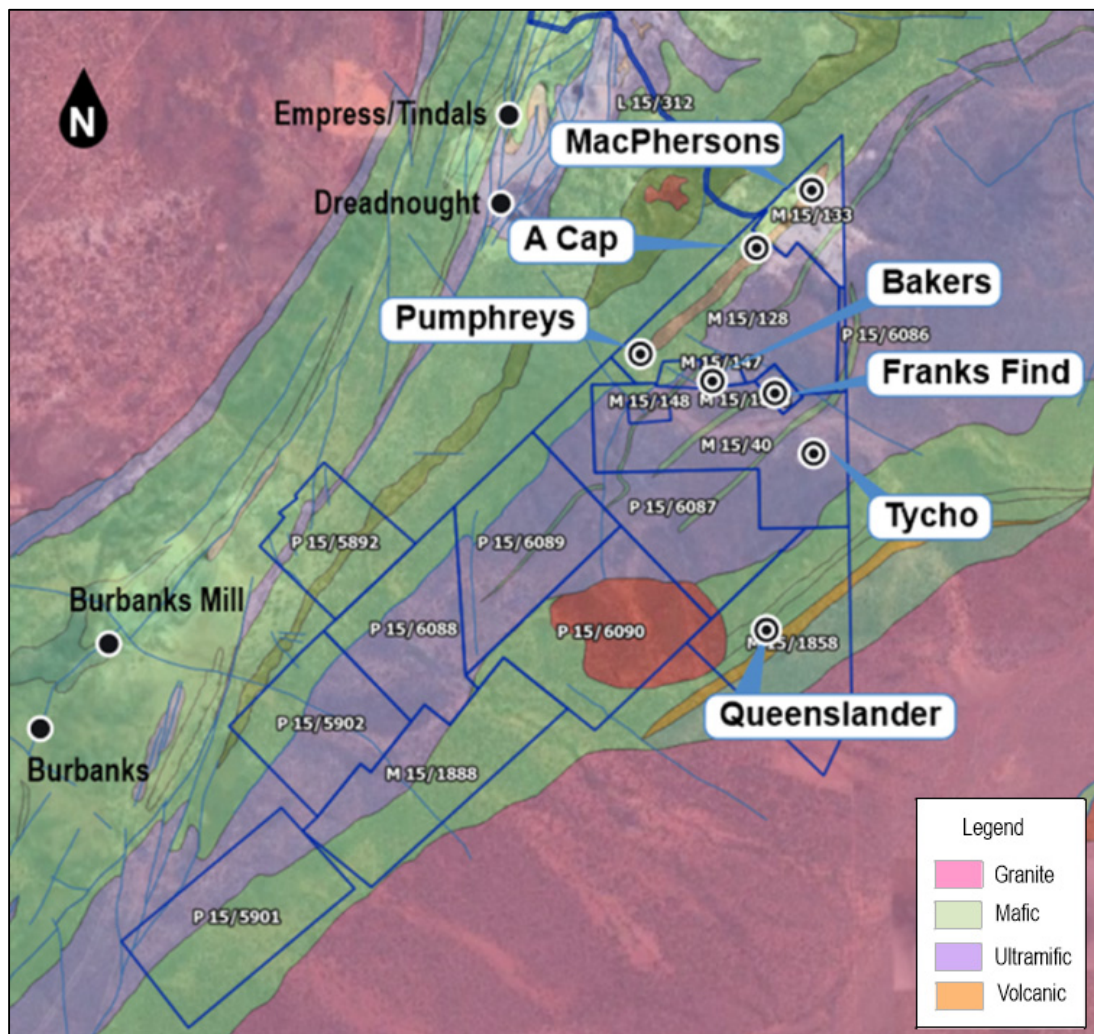 L 15/312
Empress/Tindals
MacPhersons
Dreadnought
M 15/133
A Cap
Bakers
Pumphreys
M 15/128
P 15/6086
M 15/147
Franks Find
M 15/148
M 15/40
P 15/6087
Tycho
P 15/5892
P 15/6089
Burbanks Mill
P 15/6088
P 15/6090
M 15/1858
Queenslander
P 15/5902
Burbanks
M 15/1888
P 15/5901
N
Legend
Granite
Mafic
Ultramific
Volcanic